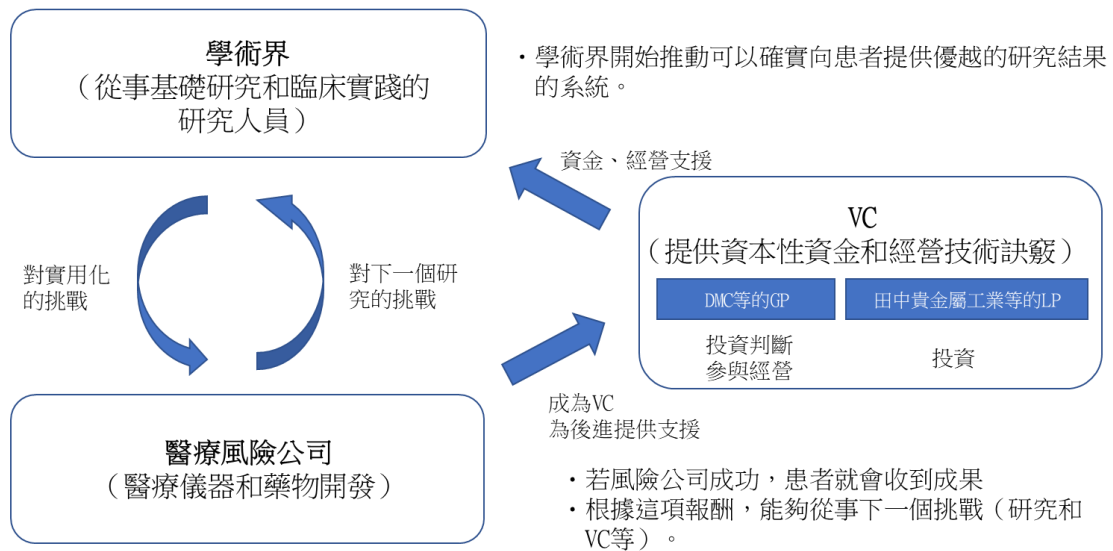 學術界
（從事基礎研究和臨床實踐的
研究人員）
・學術界開始推動可以確實向患者提供優越的研究結果
的系統。
資金、經營支援
VC
（提供資本性資金和經營技術訣竅）
DMC等的GP
田中貴金屬工業等的LP
投資判斷
參與經營
投資
對實用化
的挑戰
對下一個研
究的挑戰
成為VC
為後進提供支援
醫療風險公司
（醫療儀器和藥物開發）
・若風險公司成功，患者就會收到成果
・根據這項報酬，能夠從事下一個挑戰（研究和
VC等）。